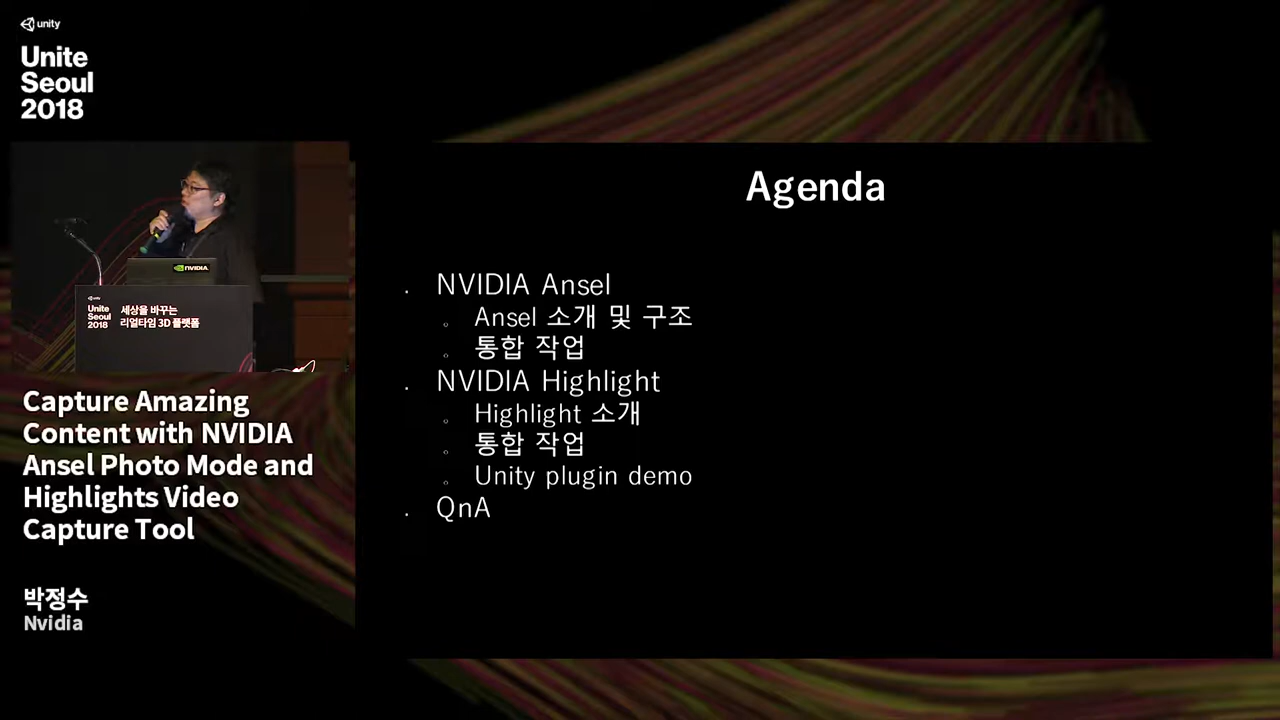 unity
Unite
Seoul
2018
NVIDIA
unity
Unite
Seoul
2018
세상을 바꾸는
리얼타임 3D 플랫폼
Capture Amazing
Content with NVIDIA
Ansel Photo Mode and
Highlights Video
Capture Tool
박정수
Nvidia
Agenda
NVIDIA Ansel
Ansel 소개 및 구조
통합 작업
NVIDIA Highlight
Highlight 소개
통합 작업
Unity plugin demo
QnA